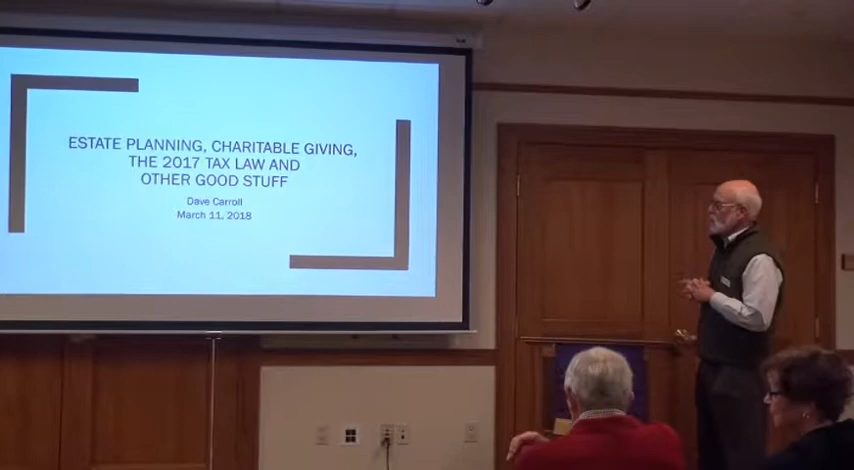 ESTATE PLANNING, CHARITABLE GIVING,
THE 2017 TAX LAW AND
OTHER GOOD STUFF
Dave Carroll
March 11, 2018